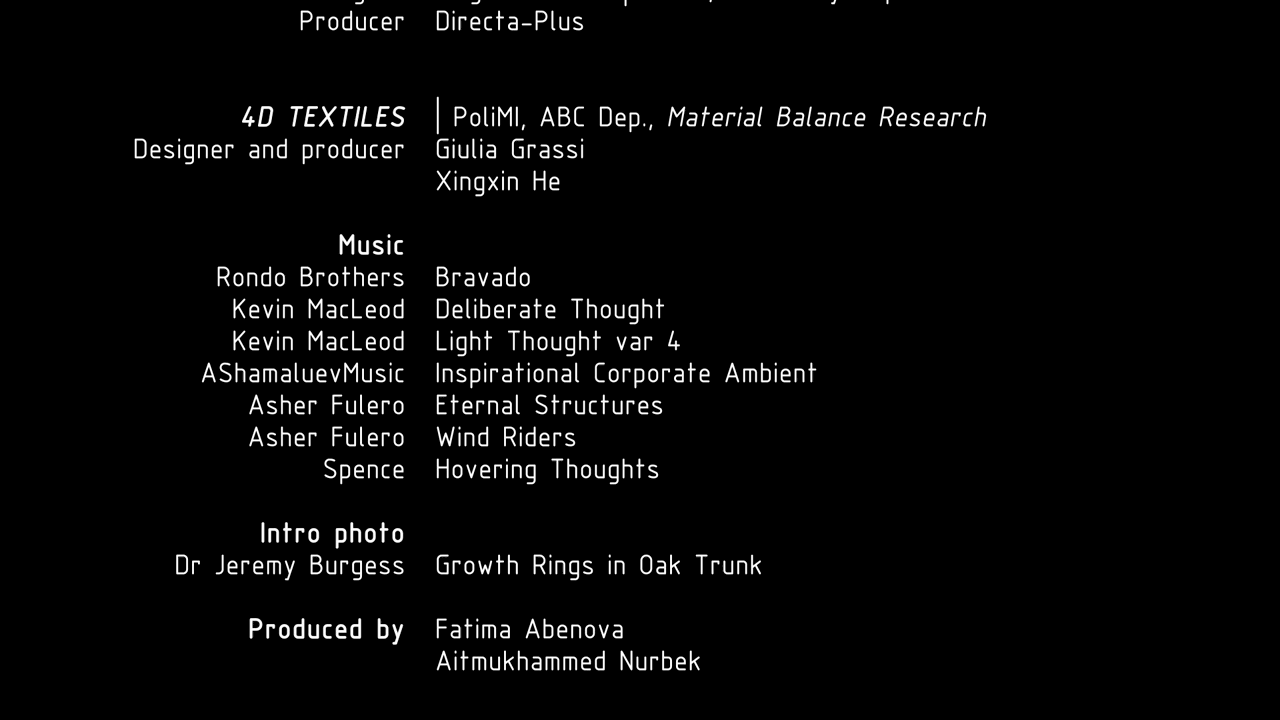 Producer Directa-Plus
4D TEXTILES | PoliMI, ABC Dep., Material Balance Research
Designer and producer Giulia Grassi
Xingxin He
Music
Rondo Brothers Bravado
Kevin MacLeod Deliberate Thought
Kevin MacLeod Light Thought var 4
AShamaluevMusic Inspirational Corporate Ambient
Asher Fulero Eternal Structures
Asher Fulero Wind Riders
Spence Hovering Thoughts
Intro photo
Dr Jeremy Burgess Growth Rings in Oak Trunk
Produced by Fatima Abenova
Aitmukhammed Nurbek